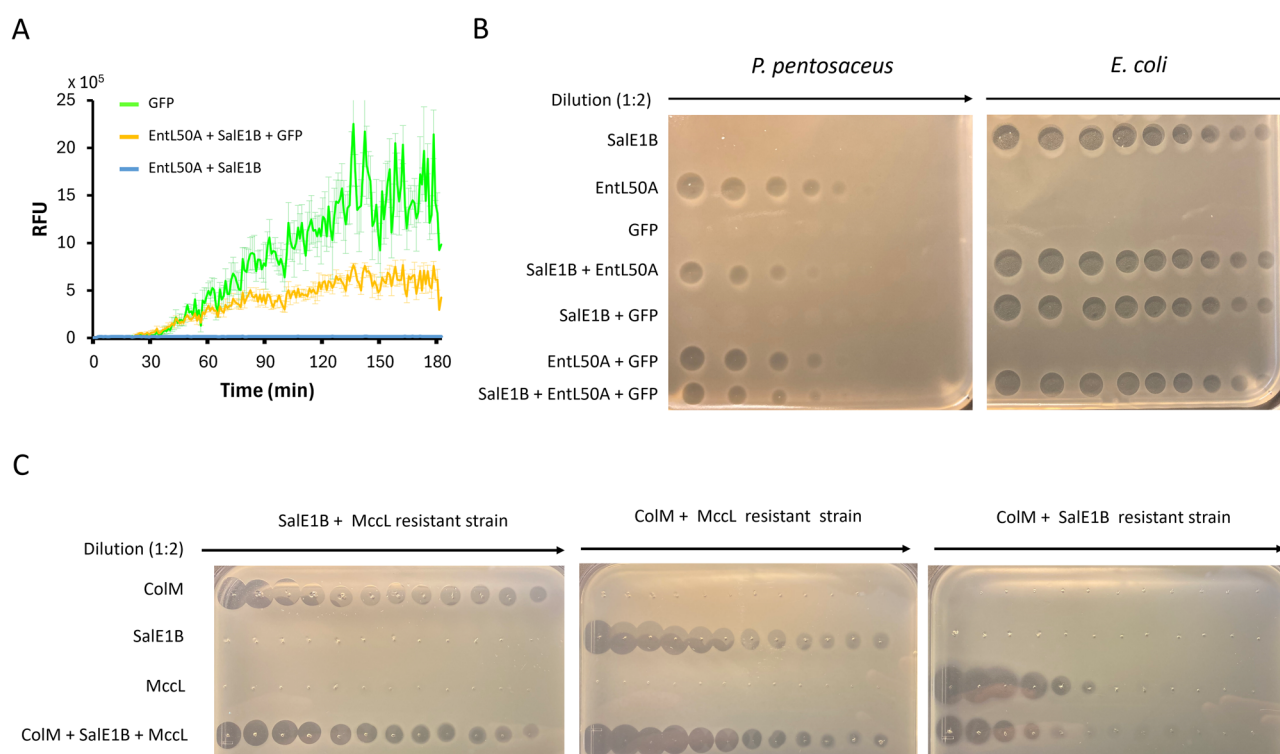 A
x 10⁵
25
20
15
10
5
0
RFU
GFP
EntL50A + SalE1B + GFP
EntL50A + SalE1B
0 30 60 90 120 150 180
Time (min)
B
P. pentosaceus E. coli
Dilution (1:2)
SalE1B
EntL50A
GFP
SalE1B + EntL50A
SalE1B + GFP
EntL50A + GFP
SalE1B + EntL50A + GFP
C
SalE1B + MccL resistant strain
ColM + MccL resistant strain
ColM + SalE1B resistant strain
Dilution (1:2)
ColM
SalE1B
MccL
ColM + SalE1B + MccL